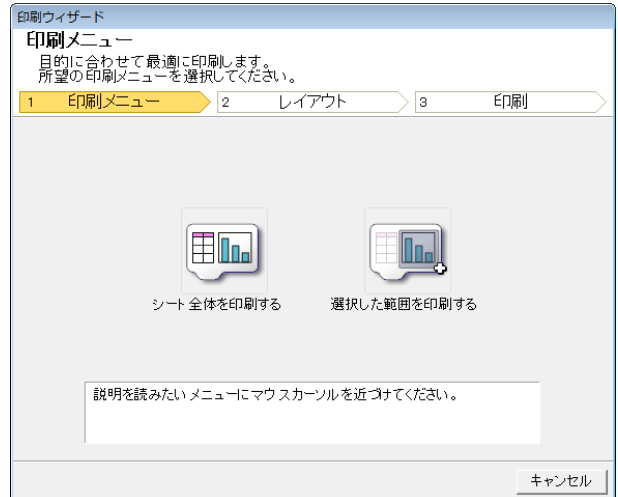 印刷ウィザード
印刷メニュー
目的に合わせて最適に印刷します。
所望の印刷メニューを選択してください。
1 印刷メニュー 2 レイアウト 3 印刷
シート全体を印刷する 選択した範囲を印刷する
説明を読みたいメニューにマウスカーソルを近づけてください。
キャンセル